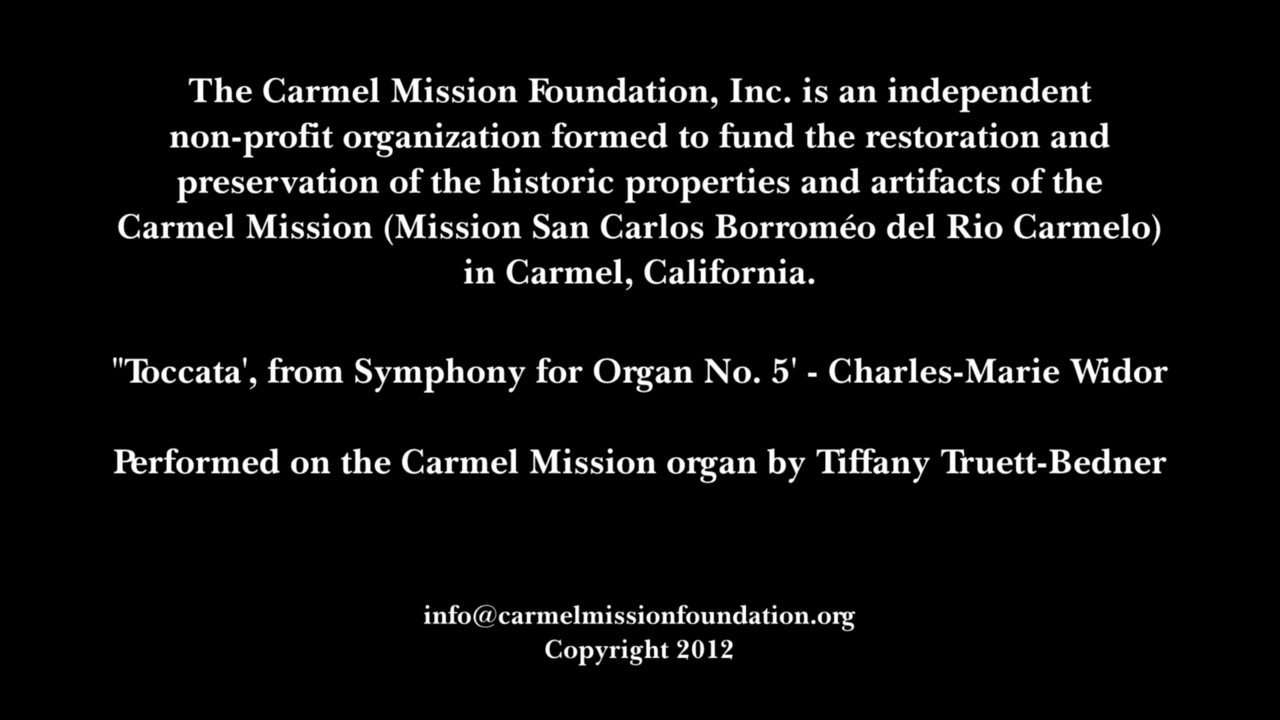 The Carmel Mission Foundation, Inc. is an independent
non-profit organization formed to fund the restoration and
preservation of the historic properties and artifacts of the
Carmel Mission (Mission San Carlos Borroméo del Rio Carmelo)
in Carmel, California.
"Toccata', from Symphony for Organ No. 5' - Charles-Marie Widor
Performed on the Carmel Mission organ by Tiffany Truett-Bedner
info@carmelmissionfoundation.org
Copyright 2012